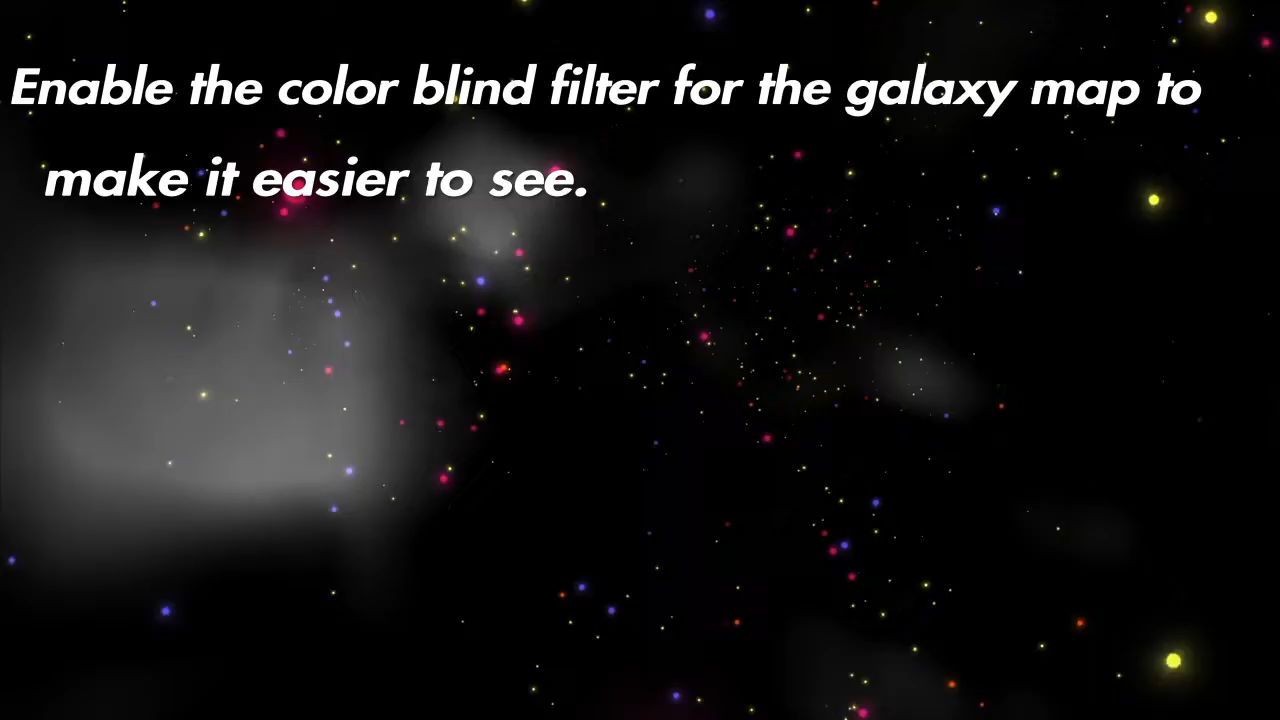 Enable the color blind filter for the galaxy map to
make it easier to see.